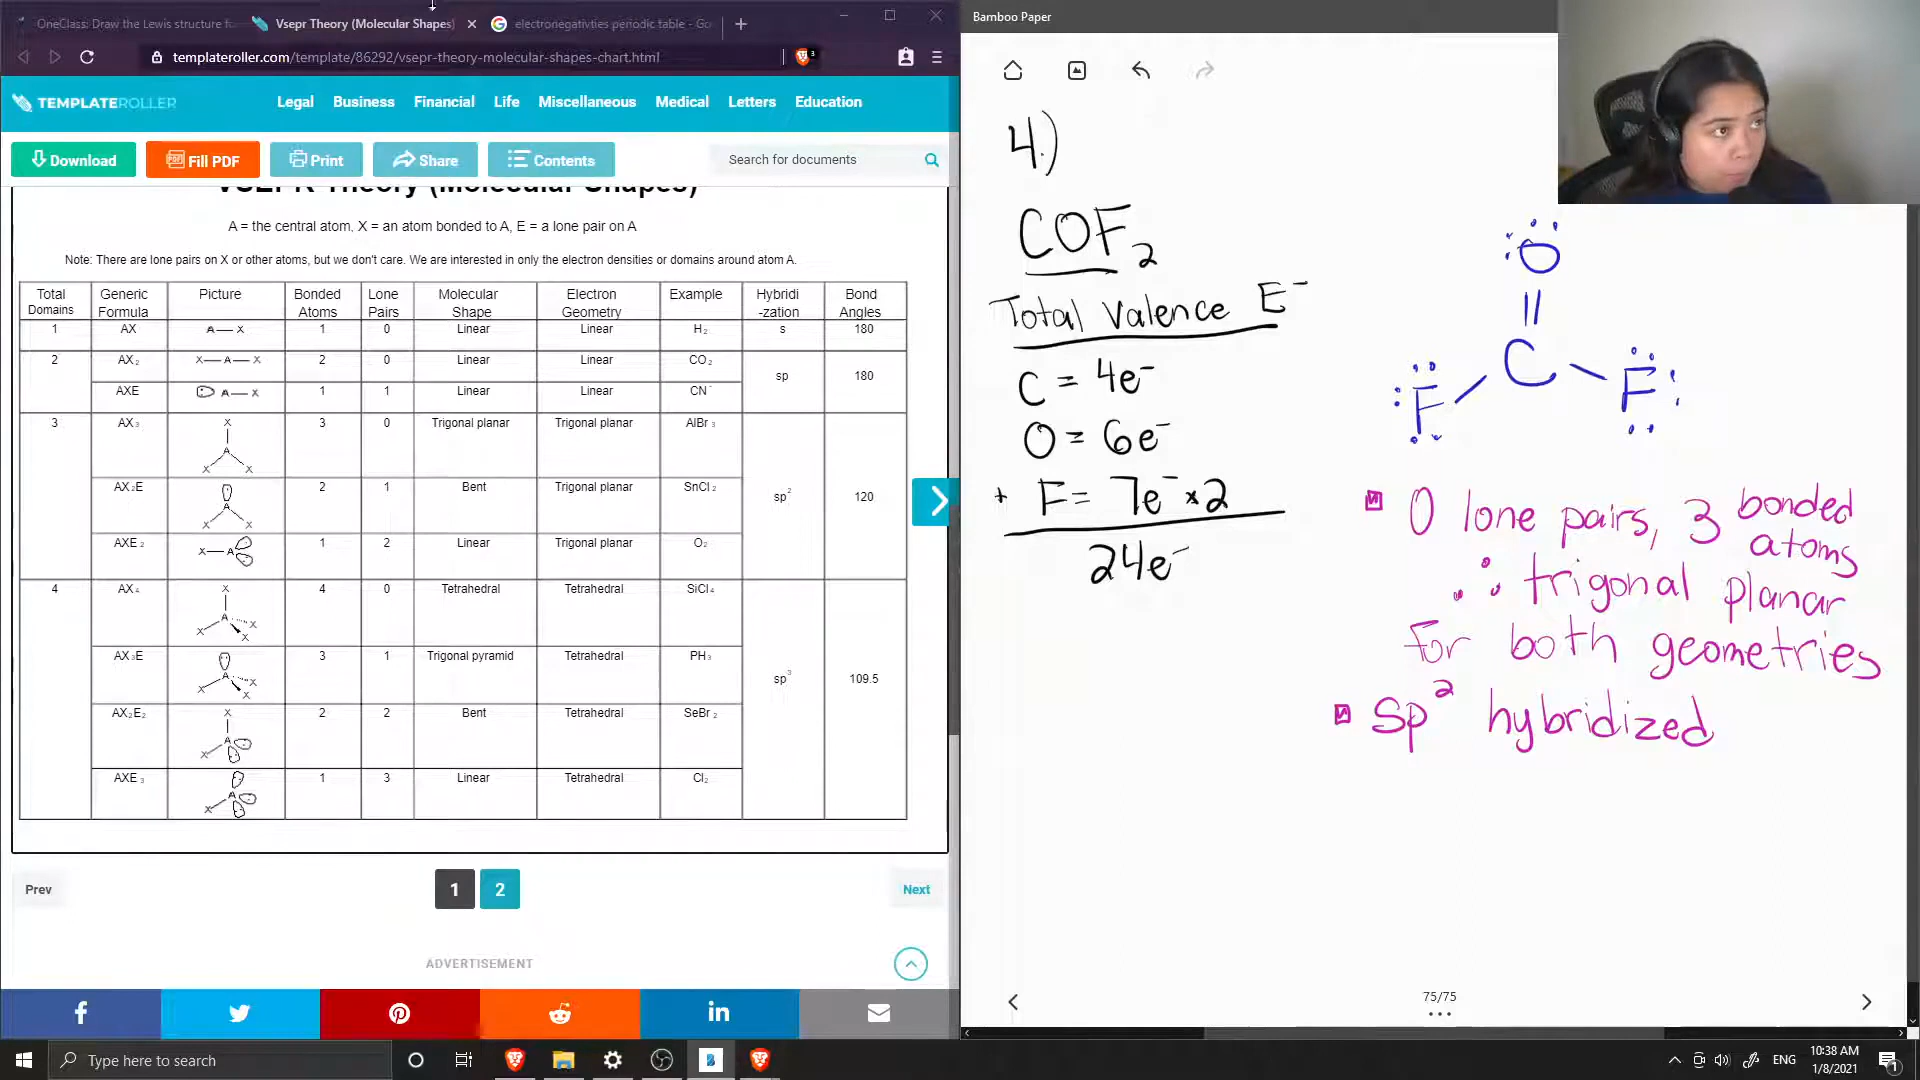 OneClass: Draw the Lewis structure fo
Vsepr Theory (Molecular Shapes)
electronegativties periodic table - Go
templateroller.com/template/86292/vsepr-theory-molecular-shapes-chart.html
3
TEMPLATEROLLER
Legal Business Financial Life Miscellaneous Medical Letters Education
Download Fill PDF Print Share Contents Search for documents
VSEPR Theory (Molecular Shapes)
A = the central atom, X = an atom bonded to A, E = a lone pair on A
Note: There are lone pairs on X or other atoms, but we don't care. We are interested in only the electron densities or domains around atom A.
Total Domains Generic Formula Picture Bonded Atoms Lone Pairs Molecular Shape Electron Geometry Example Hybridi-zation Bond Angles
1 AX A—X 1 0 Linear Linear H₂ s 180
2 AX₂ X—A—X 2 0 Linear Linear CO₂ sp 180
AXE A—X 1 1 Linear Linear CN⁻
3 AX₃ X A X X 3 0 Trigonal planar Trigonal planar AlBr₃ sp² 120
AX₂E A X X 2 1 Bent Trigonal planar SnCl₂
AXE₂ X—A 1 2 Linear Trigonal planar O₂
4 AX₄ X A X X X 4 0 Tetrahedral Tetrahedral SiCl₄ sp³ 109.5
AX₃E A X X X 3 1 Trigonal pyramid Tetrahedral PH₃
AX₂E₂ X A X 2 2 Bent Tetrahedral SeBr₂
AXE₃ A X 1 3 Linear Tetrahedral Cl₂
Prev 1 2 Next
ADVERTISEMENT
Bamboo Paper
4.)
COF₂
Total Valence E⁻
C = 4e⁻
O = 6e⁻
+ F = 7e⁻ × 2
24e⁻
O
C
F F
0 lone pairs, 3 bonded atoms
∴ trigonal planar
for both geometries
sp² hybridized
75/75
Type here to search
ENG
10:38 AM
1/8/2021
1